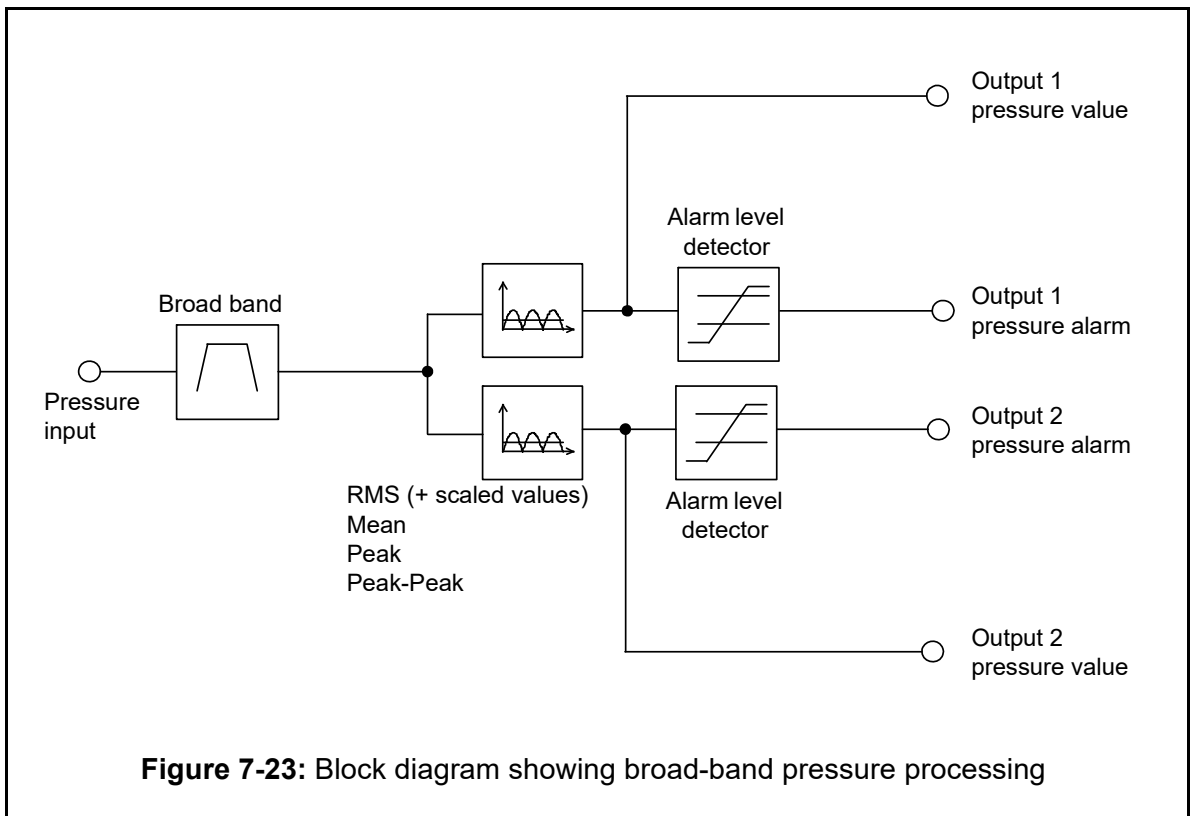 Output 1
pressure value
Alarm level
detector
Broad band
Output 1
pressure alarm
Pressure
input
Output 2
pressure alarm
RMS (+ scaled values)
Mean
Peak
Peak-Peak
Alarm level
detector
Output 2
pressure value
Figure 7-23: Block diagram showing broad-band pressure processing